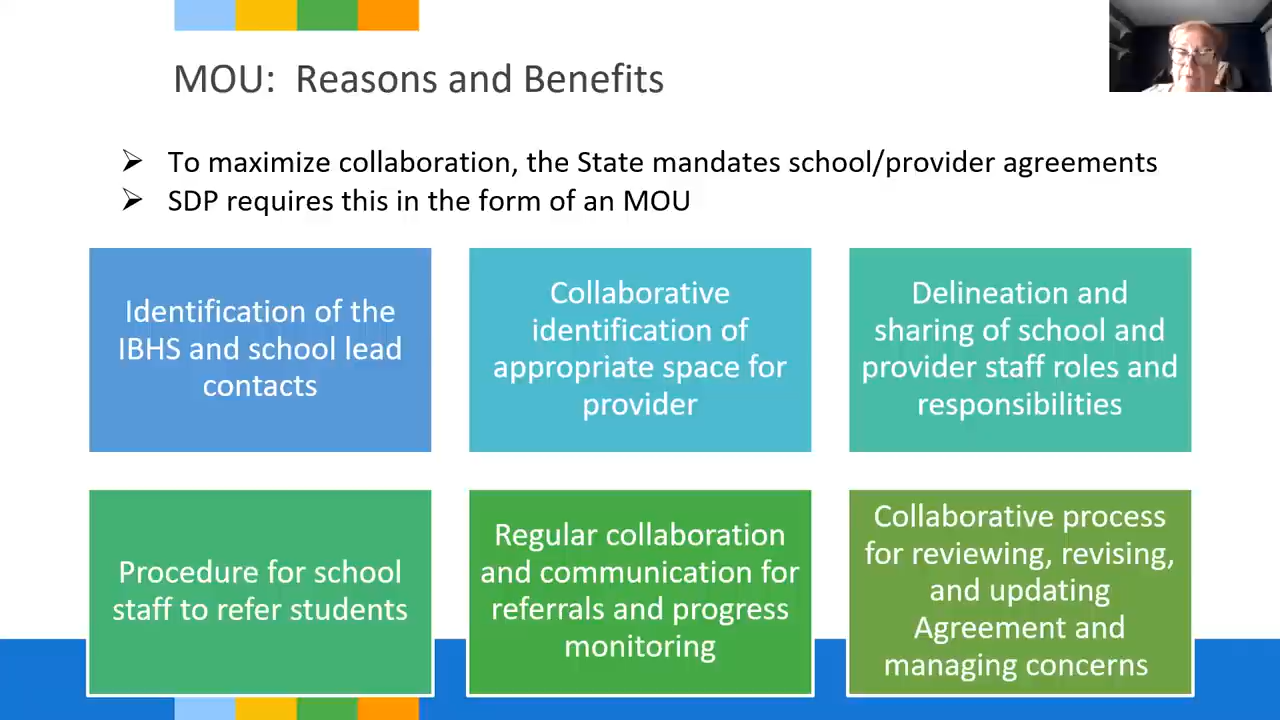 MOU: Reasons and Benefits
To maximize collaboration, the State mandates school/provider agreements
SDP requires this in the form of an MOU
Identification of the
IBHS and school lead
contacts
Collaborative
identification of
appropriate space for
provider
Delineation and
sharing of school and
provider staff roles and
responsibilities
Procedure for school
staff to refer students
Regular collaboration
and communication for
referrals and progress
monitoring
Collaborative process
for reviewing, revising,
and updating
Agreement and
managing concerns